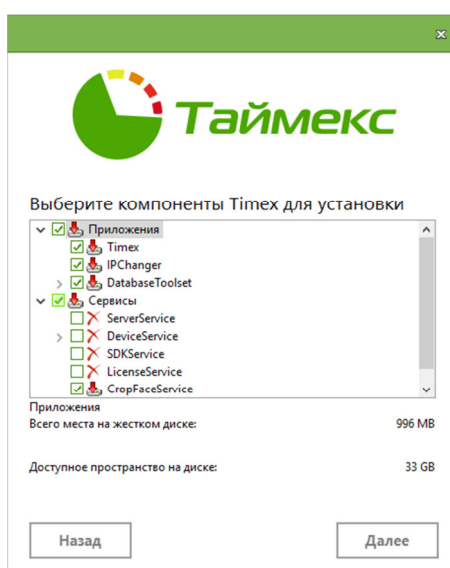 Таймекс
Выберите компоненты Timex для установки
Приложения
Timex
IPChanger
DatabaseToolset
Сервисы
ServerService
DeviceService
SDKService
LicenseService
CropFaceService
Приложения
Всего места на жестком диске: 996 MB
Доступное пространство на диске: 33 GB
Назад Далее